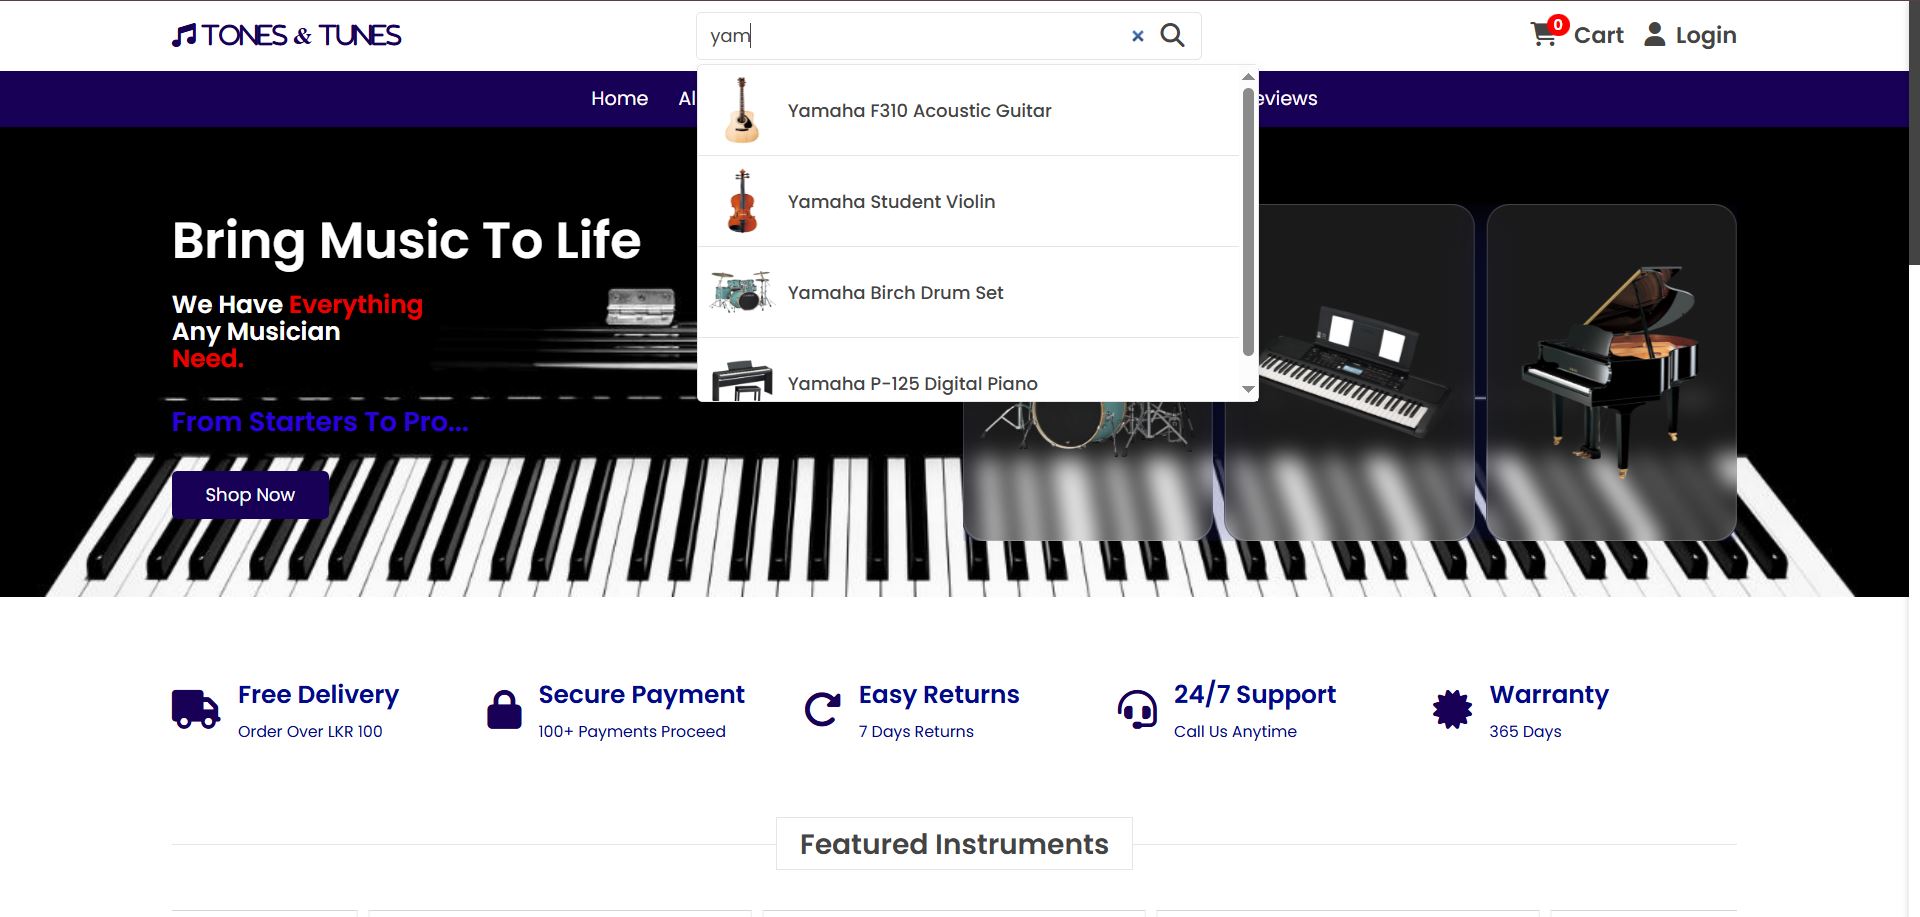 TONES & TUNES
yam
0
Cart
Login
Home
Yamaha F310 Acoustic Guitar
Yamaha Student Violin
Yamaha Birch Drum Set
Yamaha P-125 Digital Piano
Bring Music To Life
We Have Everything
Any Musician
Need.
From Starters To Pro...
Shop Now
Free Delivery
Order Over LKR 100
Secure Payment
100+ Payments Proceed
Easy Returns
7 Days Returns
24/7 Support
Call Us Anytime
Warranty
365 Days
Featured Instruments